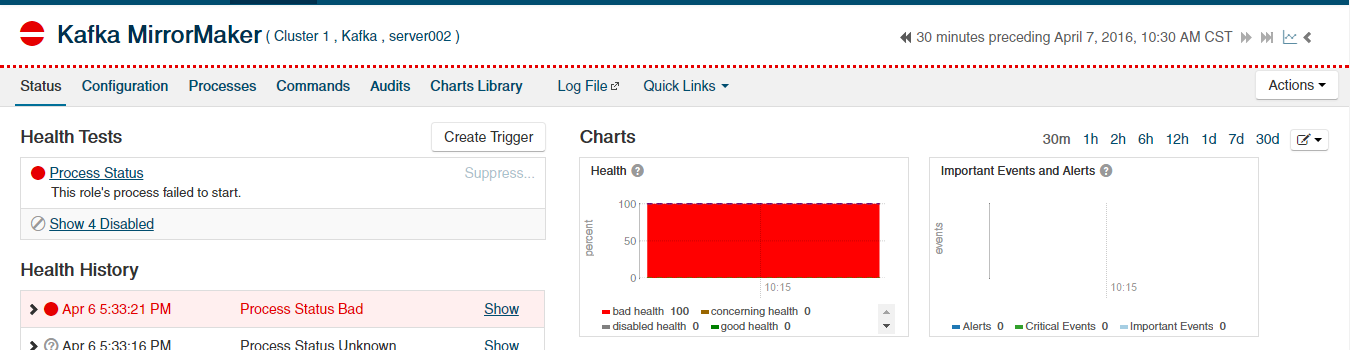 Kafka MirrorMaker ( Cluster 1 , Kafka , server002 )
30 minutes preceding April 7, 2016, 10:30 AM CST
Status Configuration Processes Commands Audits Charts Library Log File Quick Links Actions
Health Tests
Create Trigger
Process Status Suppress...
This role's process failed to start.
Show 4 Disabled
Health History
Apr 6 5:33:21 PM Process Status Bad Show
Apr 6 5:33:16 PM Process Status Unknown Show
Charts
30m 1h 2h 6h 12h 1d 7d 30d
Health ?
percent
100
50
0
10:15
bad health 100 concerning health 0
disabled health 0 good health 0
Important Events and Alerts ?
events
10:15
Alerts 0 Critical Events 0 Important Events 0